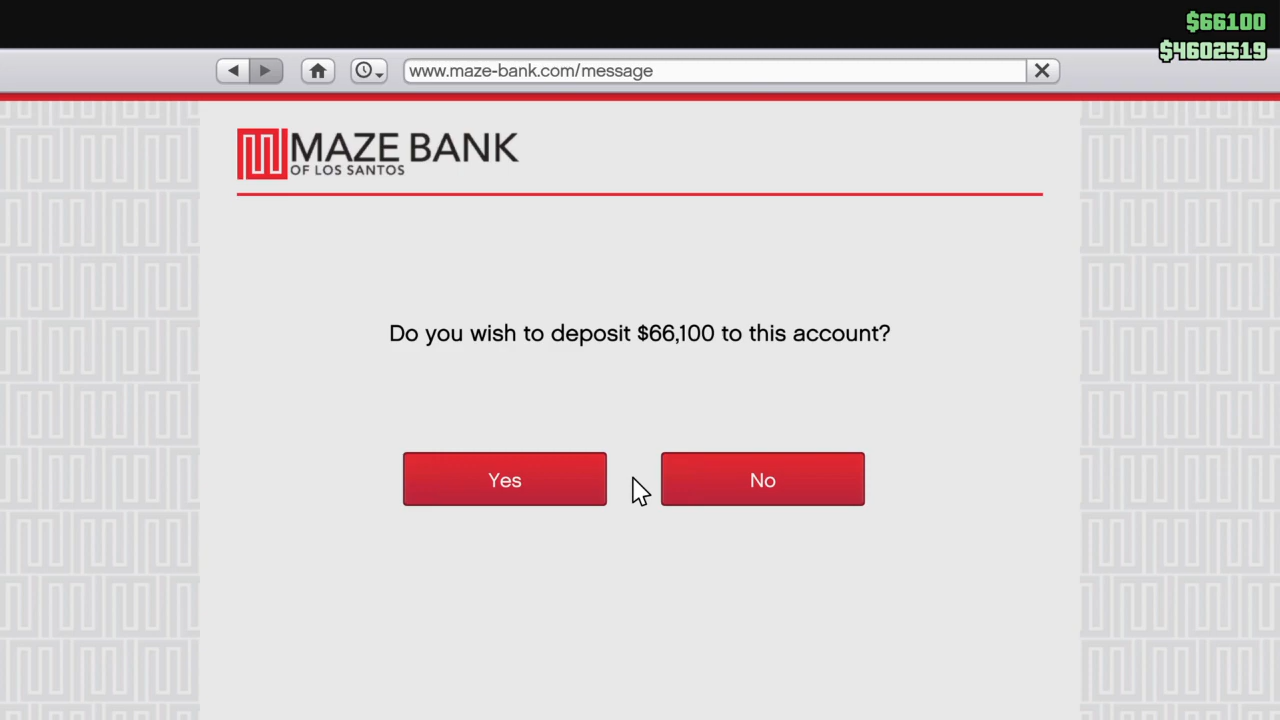 $66100
$4602519
www.maze-bank.com/message
MAZE BANK
OF LOS SANTOS
Do you wish to deposit $66,100 to this account?
Yes
No